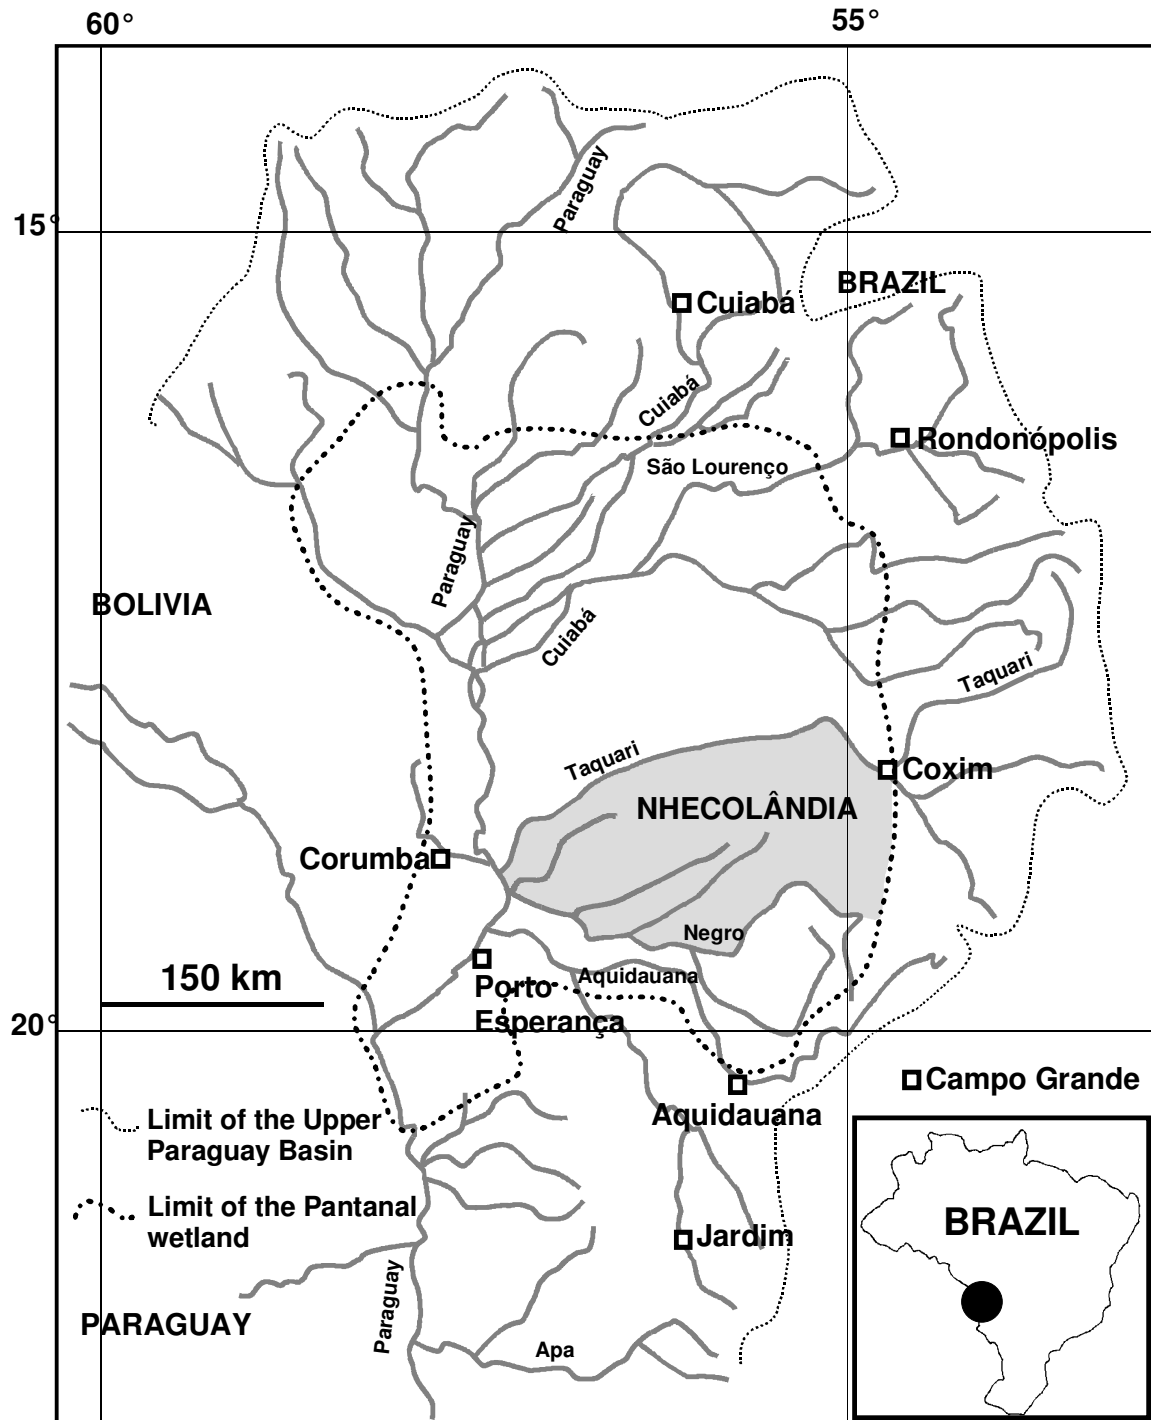 60°
55°
Paraguay
15°
BRAZIL
Cuiabá
Cuiabá
Rondonópolis
São Lourenço
Paraguay
BOLIVIA
Cuiabá
Taquari
Taquari
Coxim
NHECOLÂNDIA
Corumba
Negro
150 km
Aquidauana
Porto
Esperança
20°
Campo Grande
Aquidauana
Limit of the Upper
Paraguay Basin
Limit of the Pantanal
wetland
BRAZIL
Jardim
Paraguay
PARAGUAY
Apa